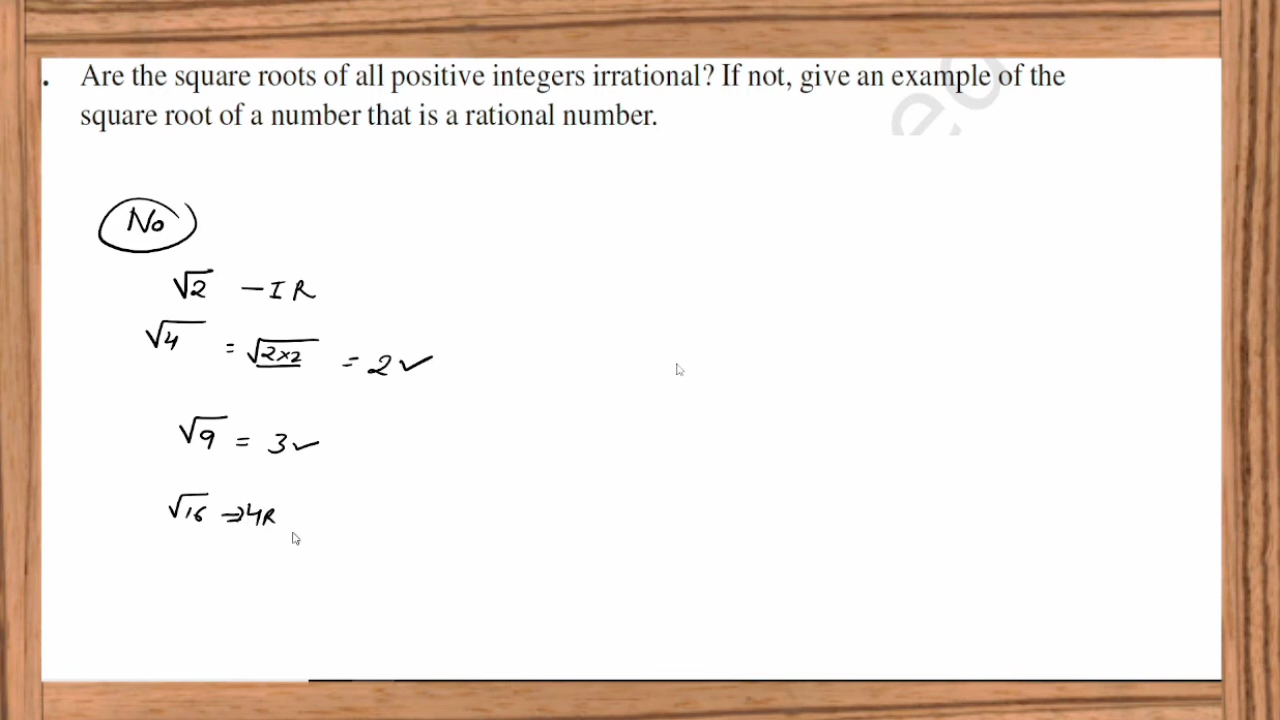 . Are the square roots of all positive integers irrational? If not, give an example of the
square root of a number that is a rational number.
No
√2 - IR
√4 = √2×2 = 2 ✓
√9 = 3 ✓
√16 ⇒ 4R